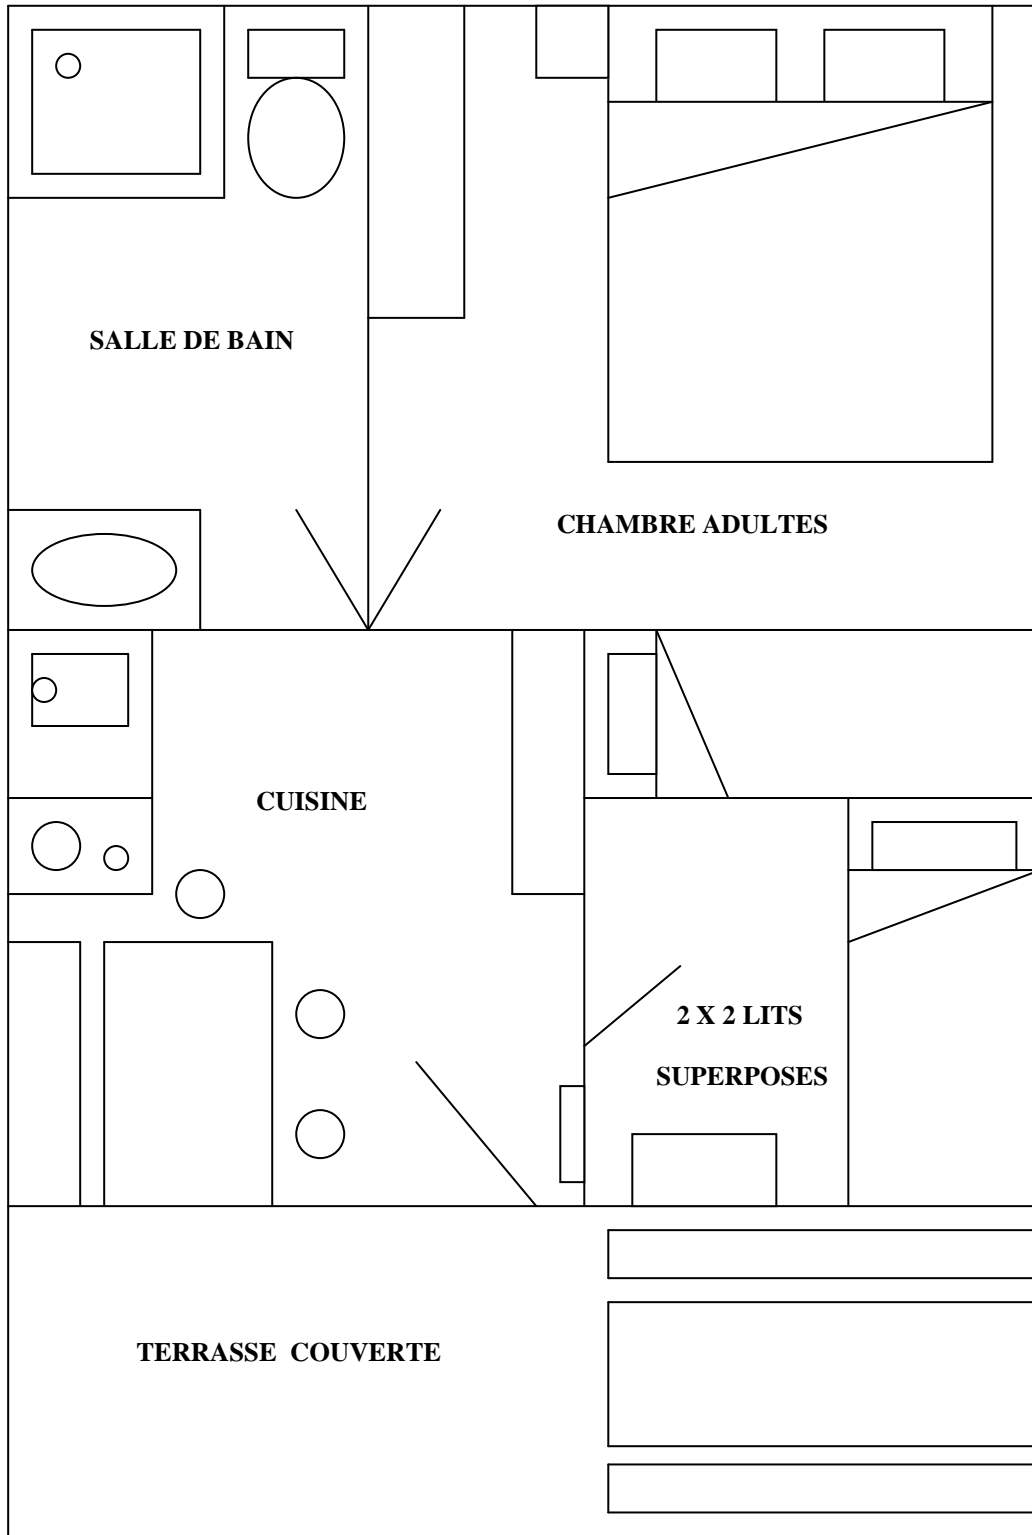 SALLE DE BAIN
CHAMBRE ADULTES
CUISINE
2 X 2 LITS
SUPERPOSES
TERRASSE  COUVERTE